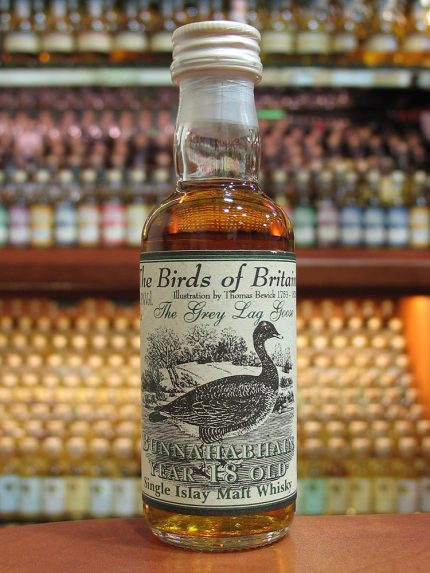 The Birds of Britain
Illustration by Thomas Bewick 1753 -
The Grey Lag Goose
BUNNAHABHAIN
YEAR 18 OLD
Single Islay Malt Whisky